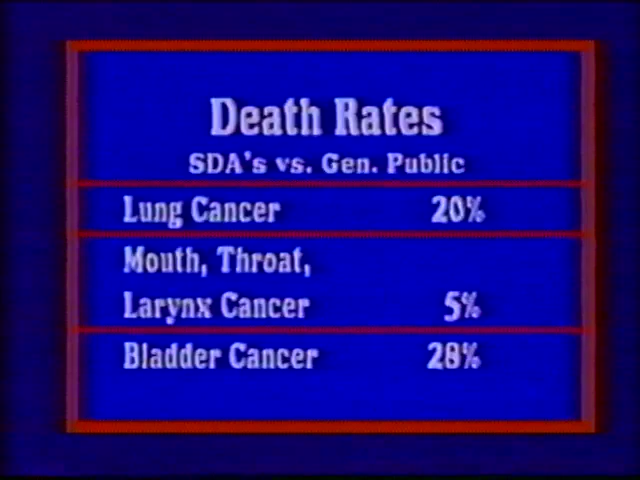 Death Rates
SDA's vs. Gen. Public
Lung Cancer 20%
Mouth, Throat,
Larynx Cancer 5%
Bladder Cancer 28%